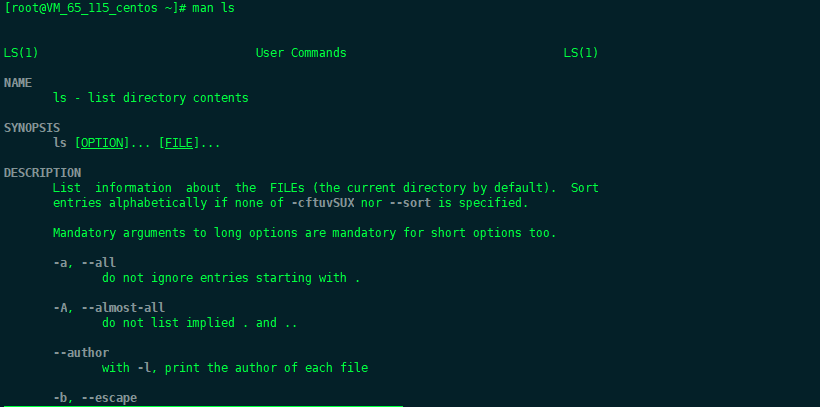 [root@VM_65_115_centos ~]# man ls
LS(1) User Commands LS(1)
NAME
ls - list directory contents
SYNOPSIS
ls [OPTION]... [FILE]...
DESCRIPTION
List information about the FILEs (the current directory by default). Sort
entries alphabetically if none of -cftuvSUX nor --sort is specified.
Mandatory arguments to long options are mandatory for short options too.
-a, --all
do not ignore entries starting with .
-A, --almost-all
do not list implied . and ..
--author
with -l, print the author of each file
-b, --escape